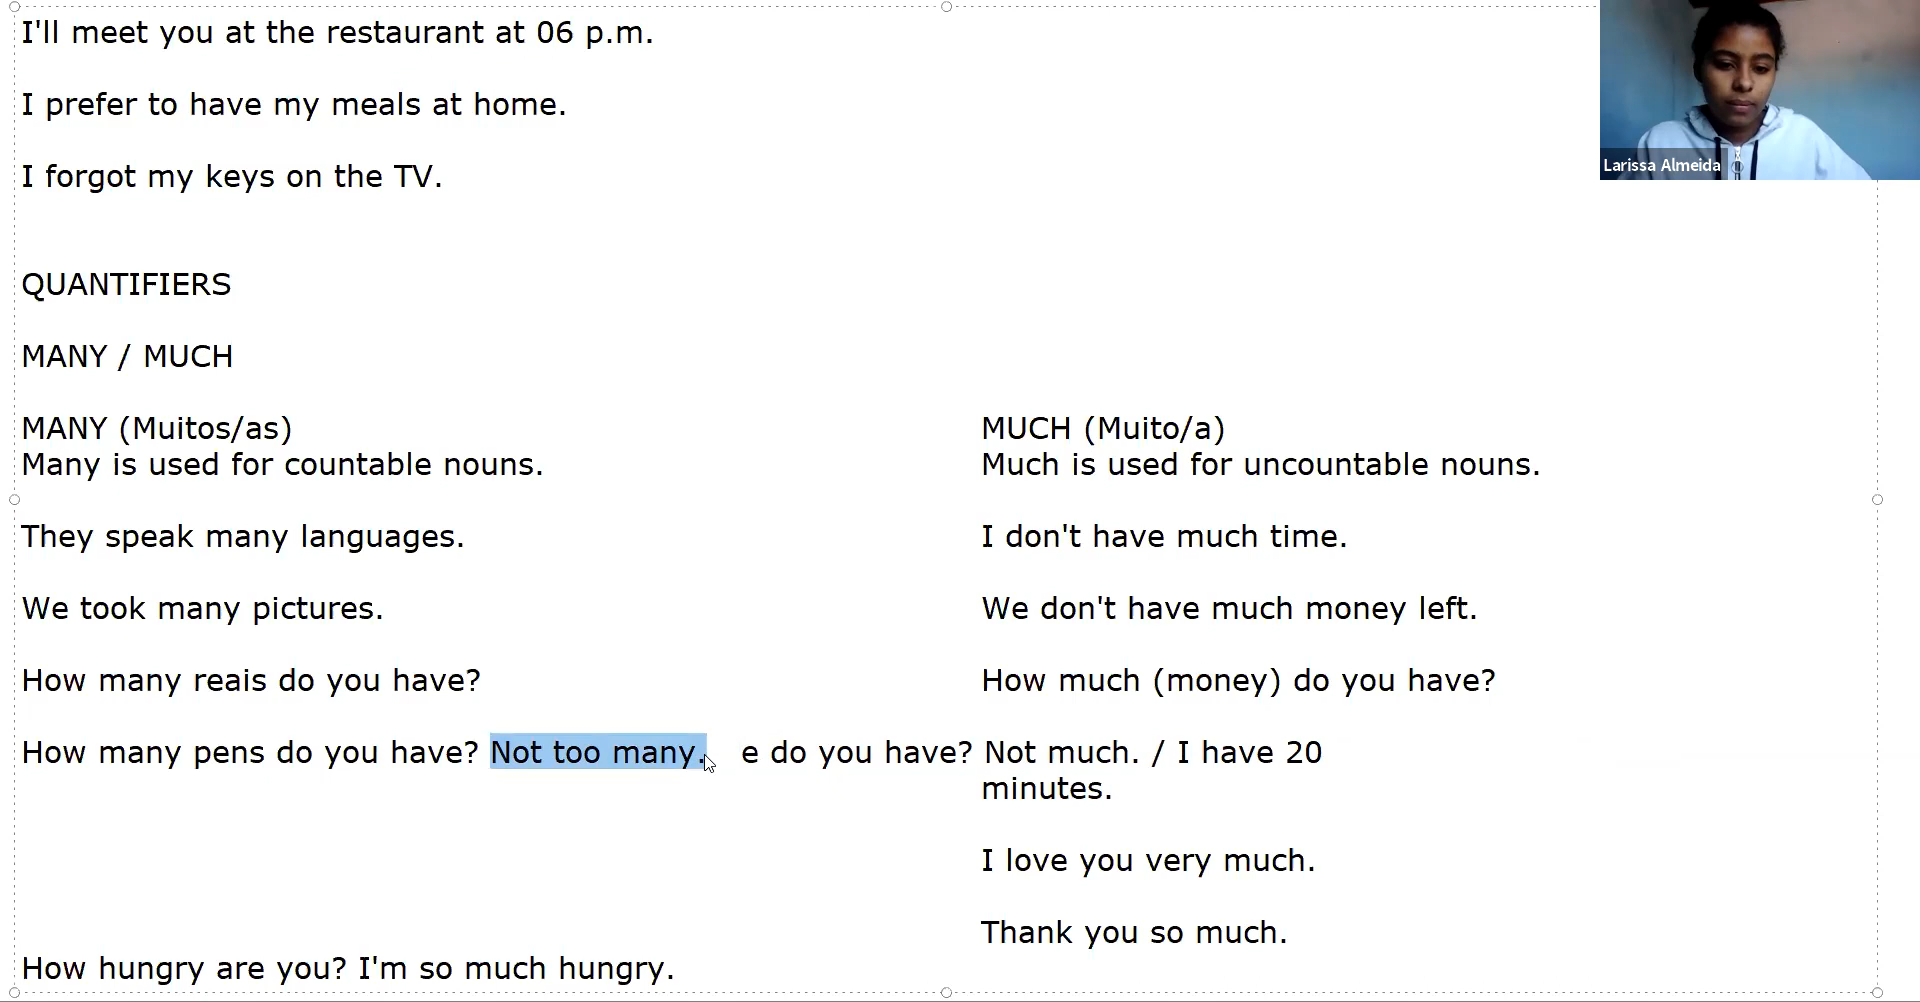 I'll meet you at the restaurant at 06 p.m.
I prefer to have my meals at home.
I forgot my keys on the TV.
Larissa Almeida
QUANTIFIERS
MANY / MUCH
MANY (Muitos/as)
Many is used for countable nouns.
They speak many languages.
We took many pictures.
How many reais do you have?
How many pens do you have? Not too many.
MUCH (Muito/a)
Much is used for uncountable nouns.
I don't have much time.
We don't have much money left.
How much (money) do you have?
e do you have? Not much. / I have 20
minutes.
I love you very much.
Thank you so much.
How hungry are you? I'm so much hungry.